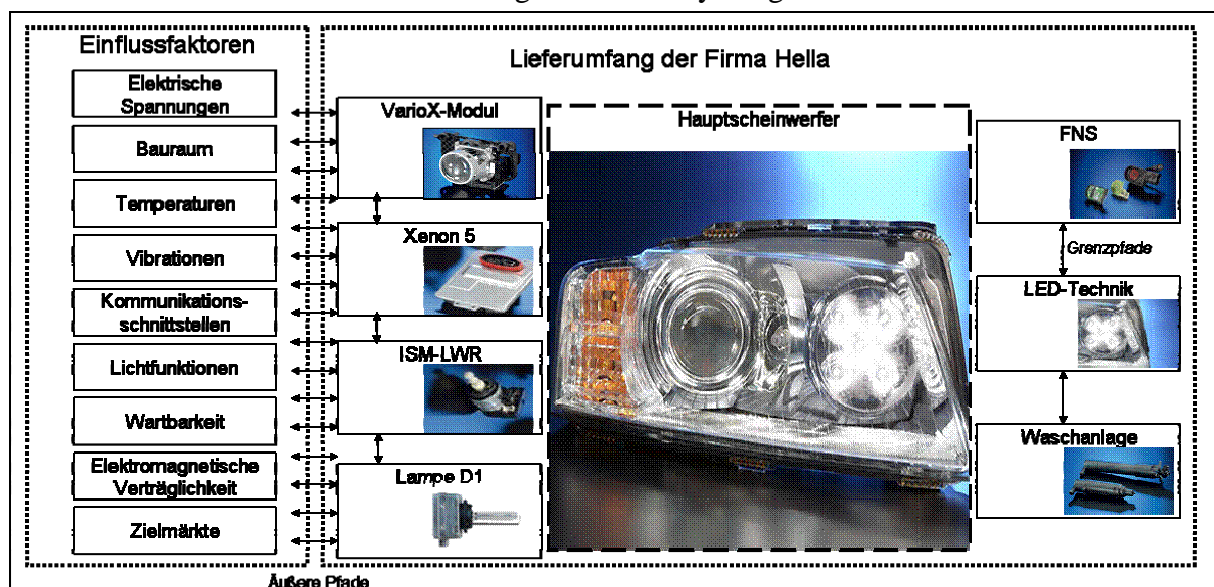 Einflussfaktoren
Elektrische
Spannungen
Bauraum
Temperaturen
Vibrationen
Kommunikations-
schnittstellen
Lichtfunktionen
Wartbarkeit
Elektromagnetische
Verträglichkeit
Zielmärkte
Äußere Pfade
Lieferumfang der Firma Hella
VarioX-Modul
Xenon 5
ISM-LWR
Lampe D1
Hauptscheinwerfer
FNS
Grenzpfade
LED-Technik
Waschanlage